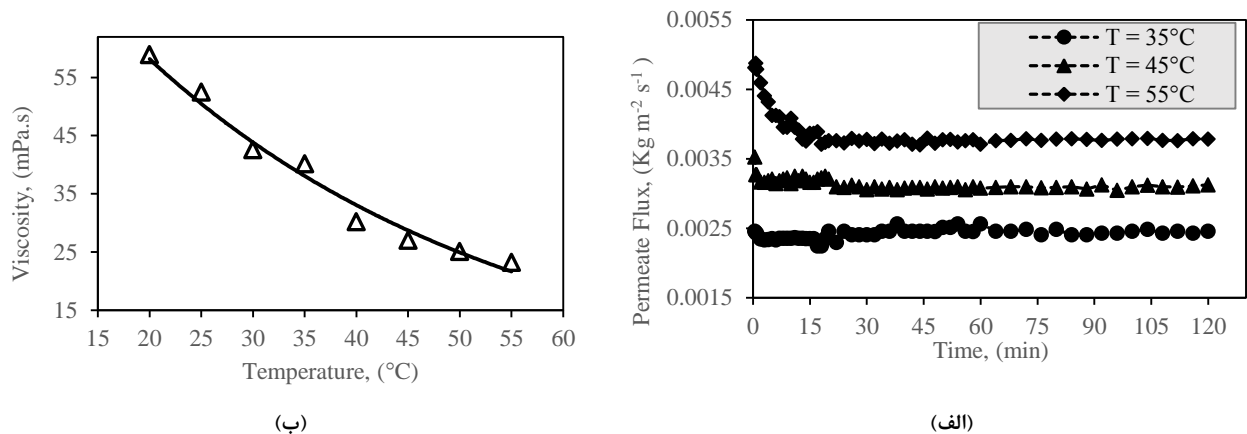 Viscosity, (mPa.s)
55
45
35
25
15
15 20 25 30 35 40 45 50 55 60
Temperature, (°C)
(ب)
Permeate Flux, (Kg m⁻² s⁻¹ )
0.0055
0.0045
0.0035
0.0025
0.0015
T = 35°C
T = 45°C
T = 55°C
0 15 30 45 60 75 90 105 120
Time, (min)
(الف)